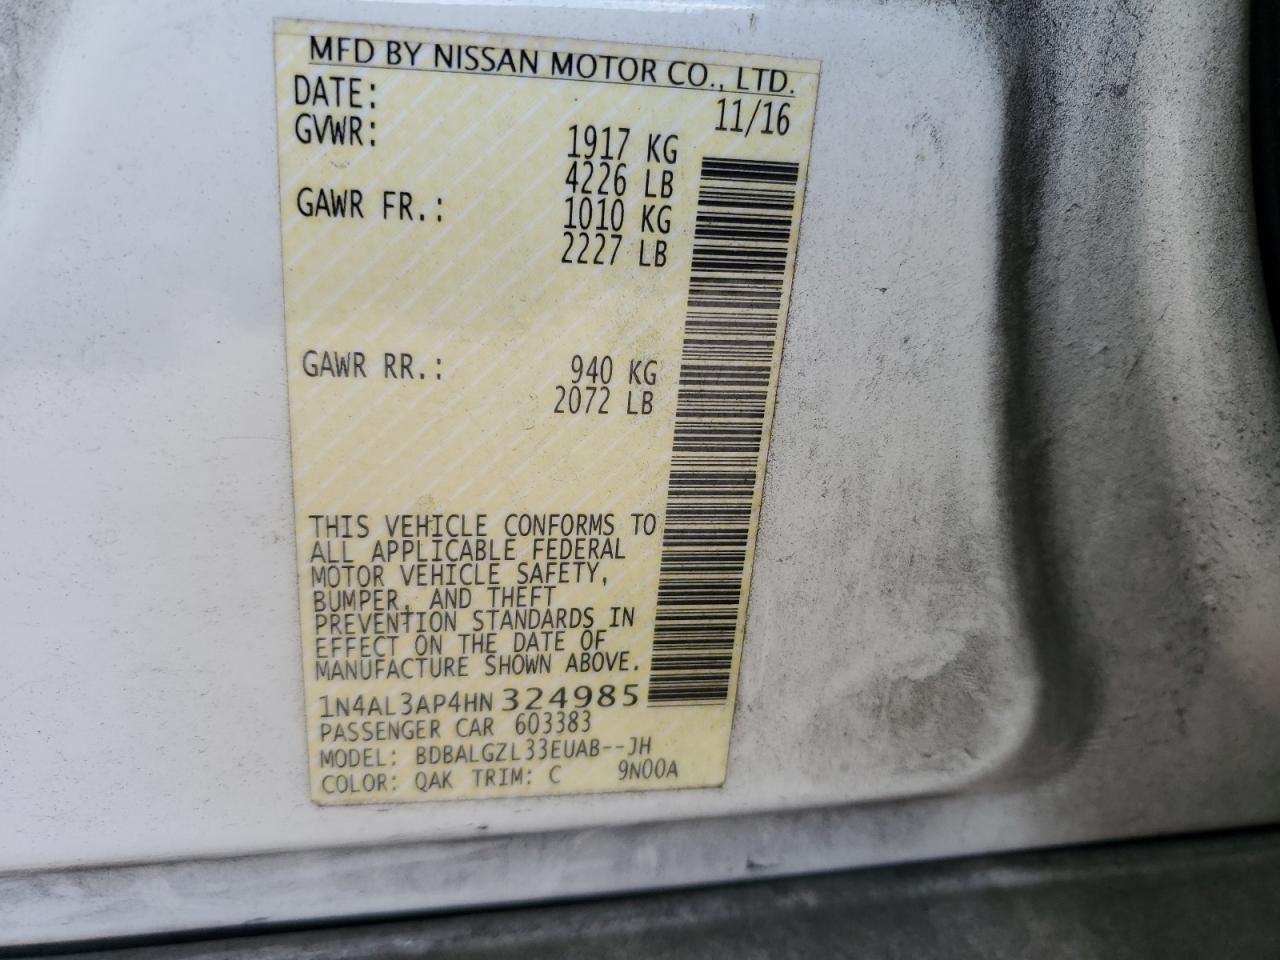 MFD BY NISSAN MOTOR CO., LTD.
DATE: 11/16
GVWR: 1917 KG
4226 LB
GAWR FR.: 1010 KG
2227 LB
GAWR RR.: 940 KG
2072 LB
THIS VEHICLE CONFORMS TO
ALL APPLICABLE FEDERAL
MOTOR VEHICLE SAFETY,
BUMPER, AND THEFT
PREVENTION STANDARDS IN
EFFECT ON THE DATE OF
MANUFACTURE SHOWN ABOVE.
1N4AL3AP4HN 324985
PASSENGER CAR 603383
MODEL: BDBALGZL33EUAB--JH
COLOR: QAK TRIM: C 9N00A